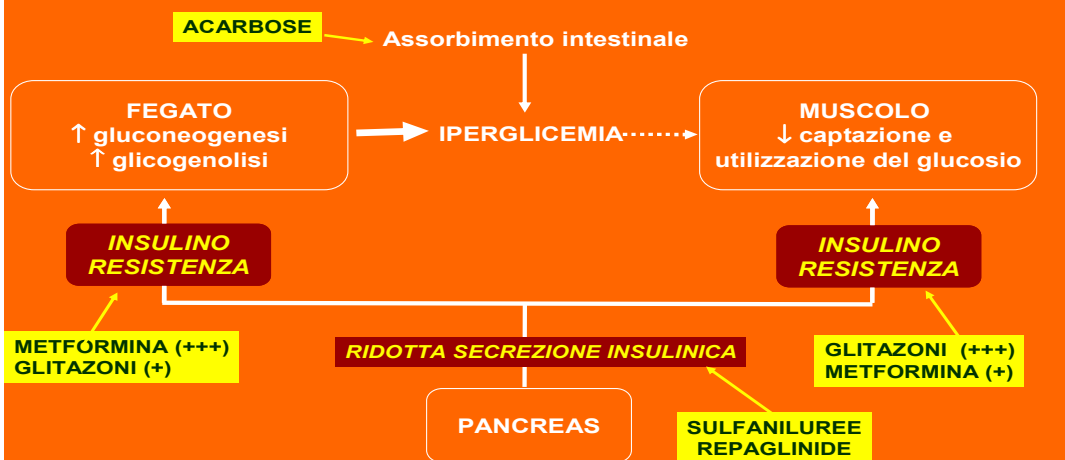 ACARBOSE
Assorbimento intestinale
FEGATO
↑ gluconeogenesi
↑ glicogenolisi
IPERGLICEMIA
MUSCOLO
↓ captazione e
utilizzazione del glucosio
INSULINO
RESISTENZA
INSULINO
RESISTENZA
METFORMINA (+++)
GLITAZONI (+)
RIDOTTA SECREZIONE INSULINICA
GLITAZONI (+++)
METFORMINA (+)
PANCREAS
SULFANILUREE
REPAGLINIDE